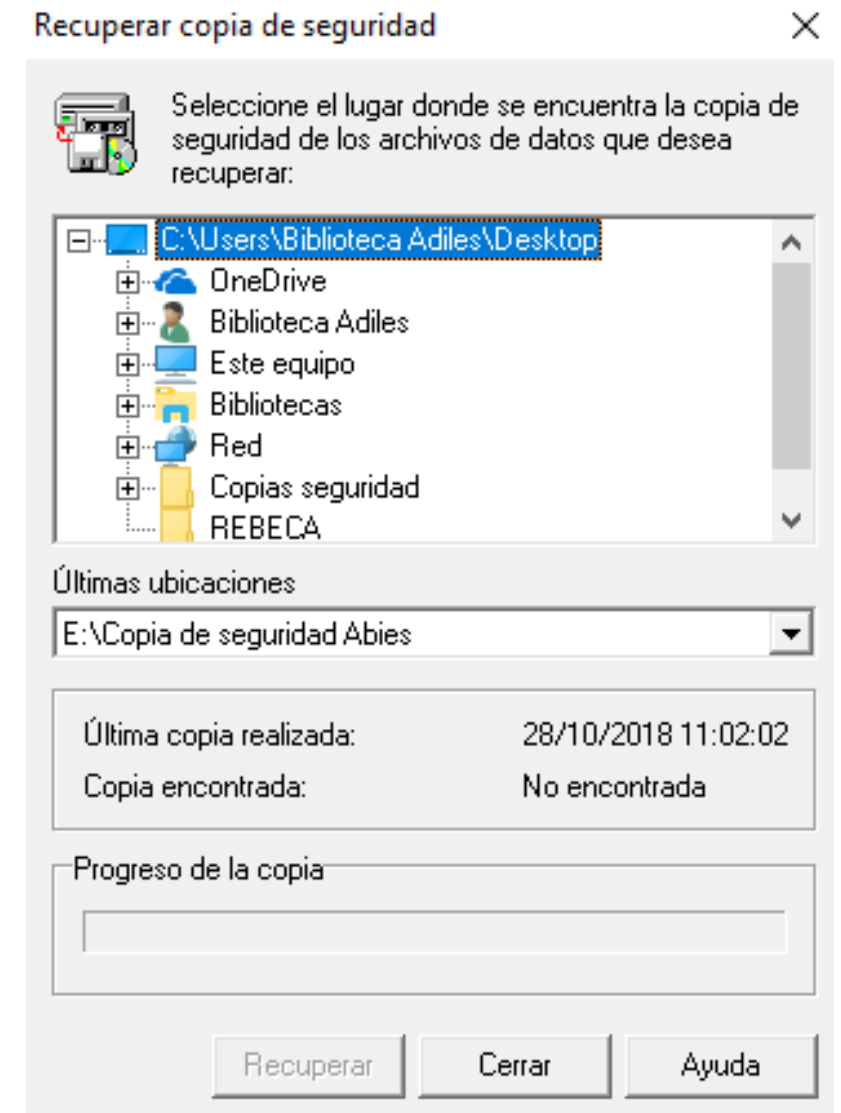 Recuperar copia de seguridad
Seleccione el lugar donde se encuentra la copia de
seguridad de los archivos de datos que desea
recuperar:
C:\Users\Biblioteca Adiles\Desktop
OneDrive
Biblioteca Adiles
Este equipo
Bibliotecas
Red
Copias seguridad
REBECA
Últimas ubicaciones
E:\Copia de seguridad Abies
Última copia realizada: 28/10/2018 11:02:02
Copia encontrada: No encontrada
Progreso de la copia
Recuperar Cerrar Ayuda